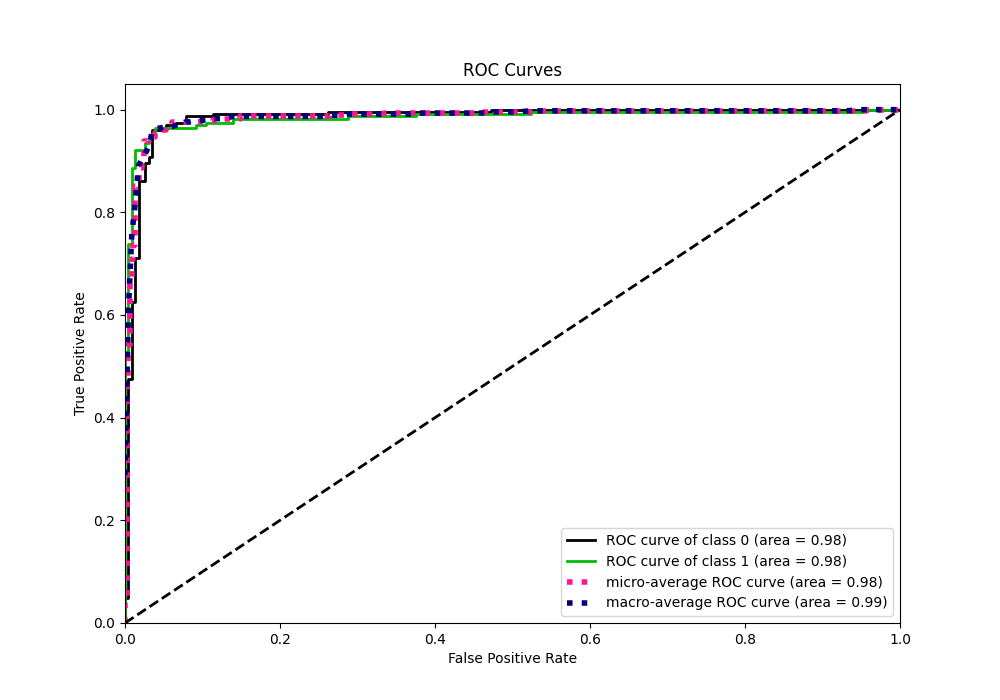 ROC Curves
1.0
0.8
0.6
0.4
0.2
0.0
True Positive Rate
0.0
0.2
0.4
0.6
0.8
1.0
False Positive Rate
ROC curve of class 0 (area = 0.98)
ROC curve of class 1 (area = 0.98)
micro-average ROC curve (area = 0.98)
macro-average ROC curve (area = 0.99)